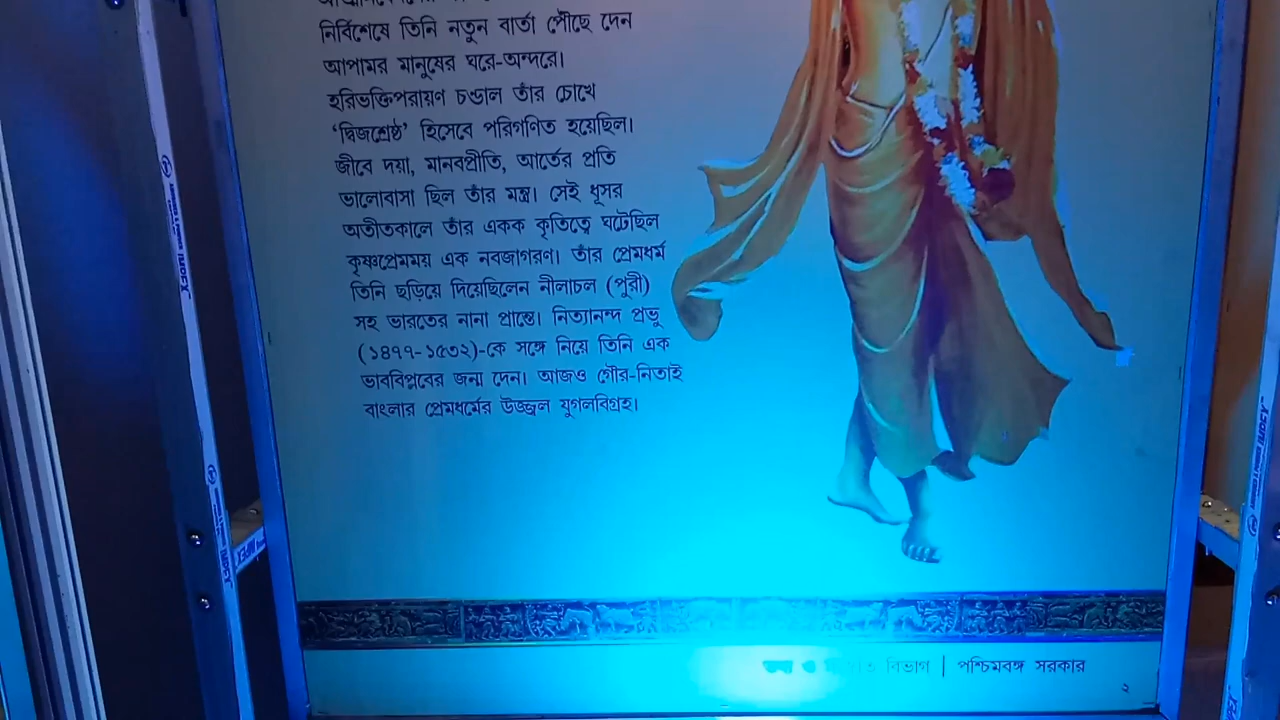 নির্বিশেষে তিনি নতুন বার্তা পৌঁছে দেন
আপামর মানুষের ঘরে-অন্দরে।
হরিভক্তিপরায়ণ চণ্ডাল তাঁর চোখে
‘দ্বিজশ্রেষ্ঠ’ হিসেবে পরিগণিত হয়েছিল।
জীবে দয়া, মানবপ্রীতি, আর্তের প্রতি
ভালোবাসা ছিল তাঁর মন্ত্র। সেই ধূসর
অতীতকালে তাঁর একক কৃতিত্বে ঘটেছিল
কৃষ্ণপ্রেমময় এক নবজাগরণ। তাঁর প্রেমধর্ম
তিনি ছড়িয়ে দিয়েছিলেন নীলাচল (পুরী)
সহ ভারতের নানা প্রান্তে। নিত্যানন্দ প্রভু
(১৪৭৭-১৫৩২)-কে সঙ্গে নিয়ে তিনি এক
ভাববিপ্লবের জন্ম দেন। আজও গৌর-নিতাই
বাংলার প্রেমধর্মের উজ্জ্বল যুগলবিগ্রহ।
ও বিভাগ | পশ্চিমবঙ্গ সরকার
২